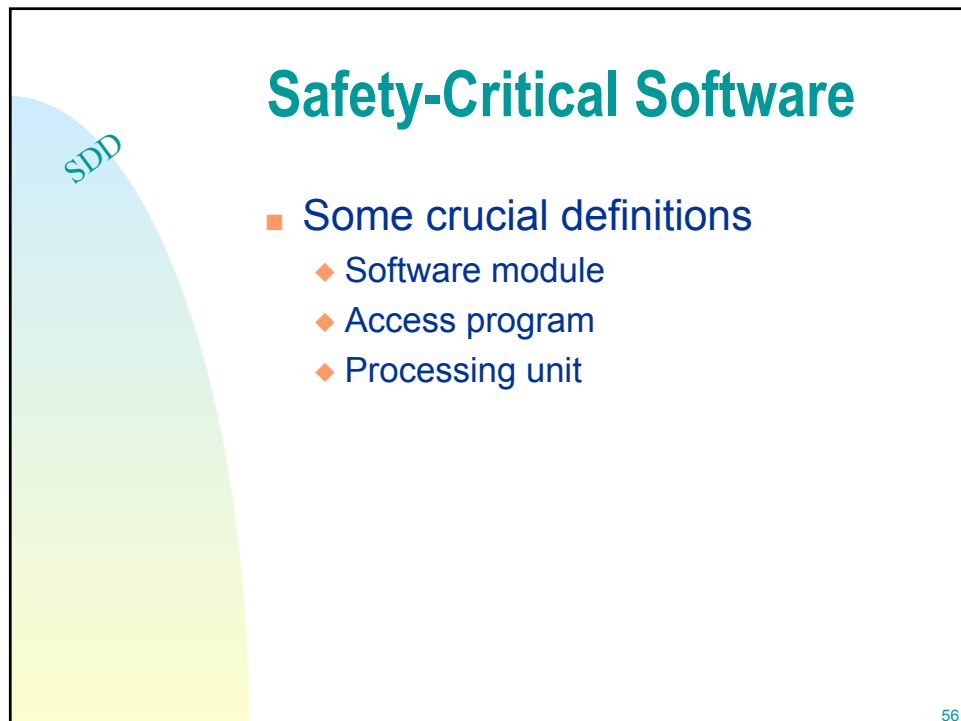 Safety-Critical Software
SDD
Some crucial definitions
Software module
Access program
Processing unit
56